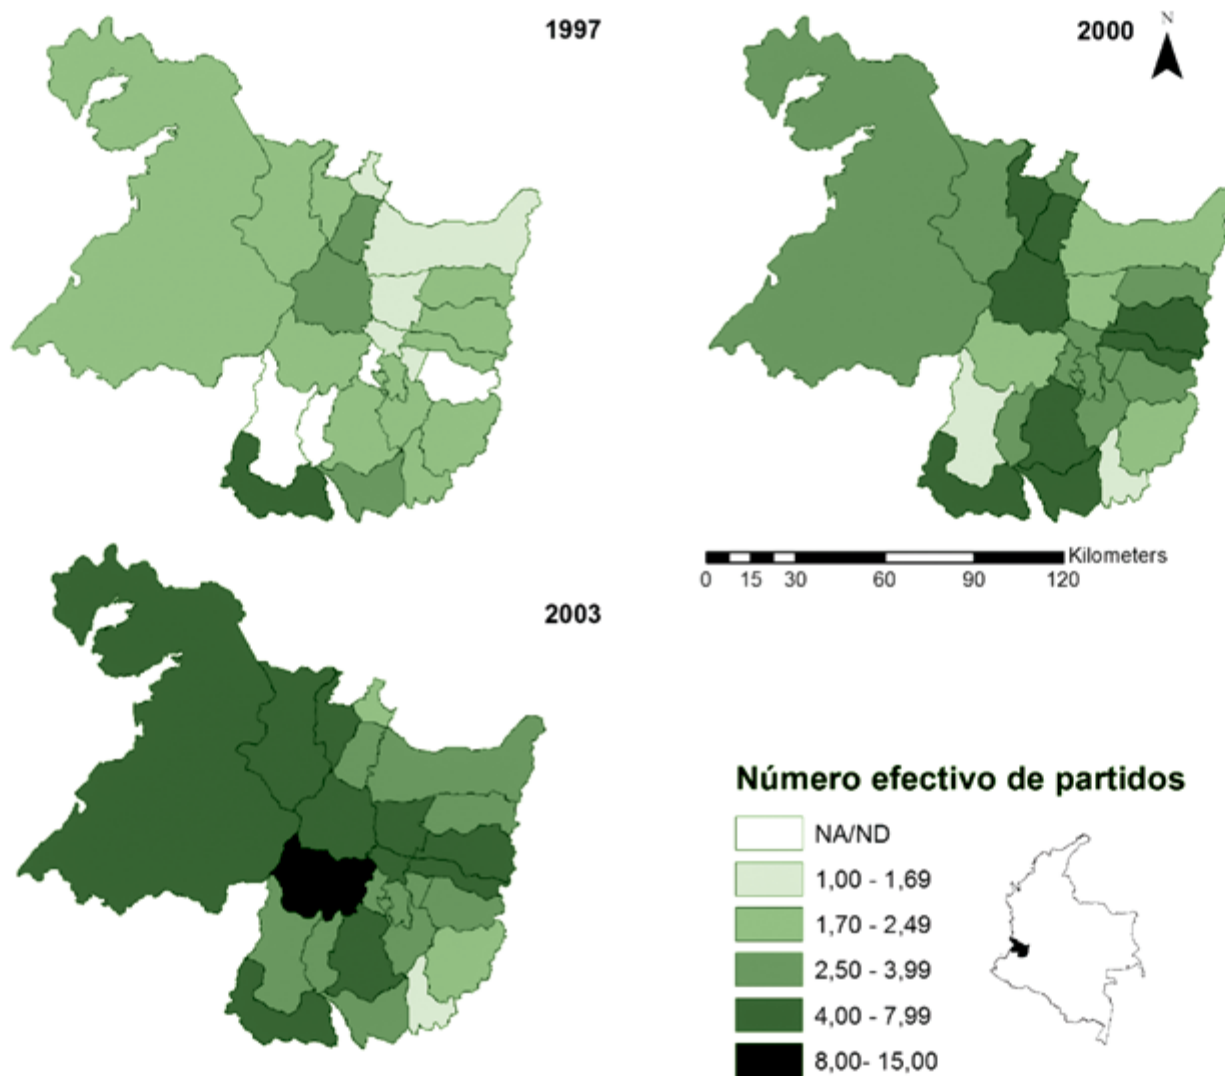 1997
2000
N
2003
Kilometers
0 15 30 60 90 120
Número efectivo de partidos
NA/ND
1,00 - 1,69
1,70 - 2,49
2,50 - 3,99
4,00 - 7,99
8,00- 15,00